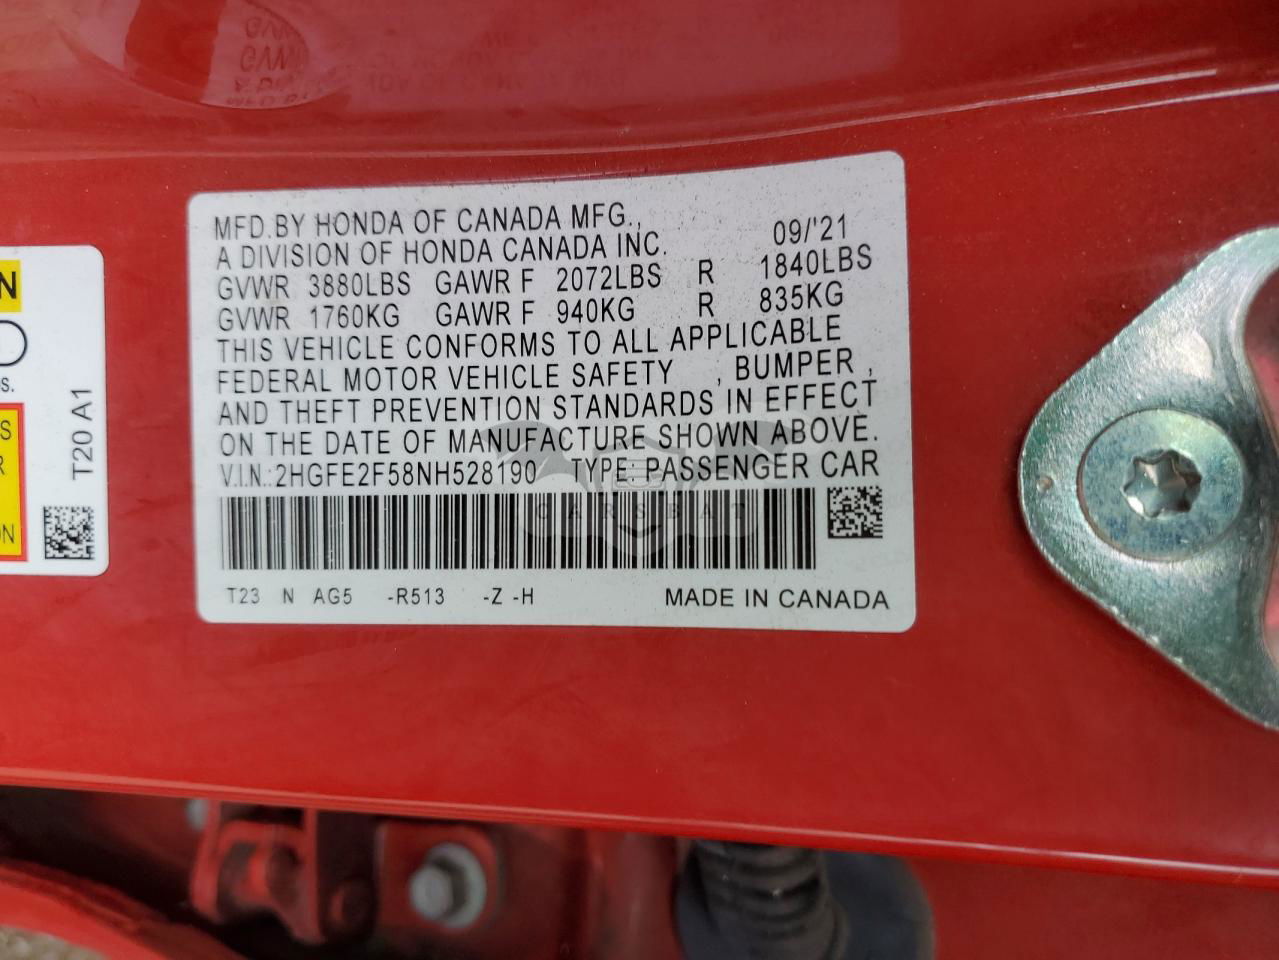 MFD.BY HONDA OF CANADA MFG., 09/'21
A DIVISION OF HONDA CANADA INC.
GVWR 3880LBS GAWR F 2072LBS R 1840LBS
GVWR 1760KG GAWR F 940KG R 835KG
THIS VEHICLE CONFORMS TO ALL APPLICABLE
FEDERAL MOTOR VEHICLE SAFETY , BUMPER ,
AND THEFT PREVENTION STANDARDS IN EFFECT
ON THE DATE OF MANUFACTURE SHOWN ABOVE.
V.I.N.:2HGFE2F58NH528190 TYPE: PASSENGER CAR
CARSBAT
T23 N AG5 -R513 -Z -H MADE IN CANADA
T20 A1